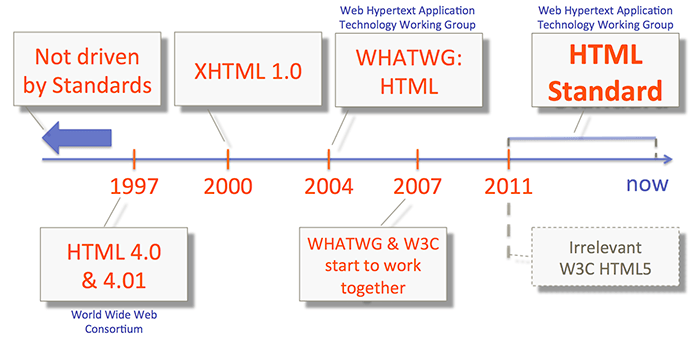 Web Hypertext Application
Technology Working Group
Web Hypertext Application
Technology Working Group
Not driven
by Standards
XHTML 1.0
WHATWG:
HTML
HTML
Standard
1997
2000
2004
2007
2011
now
HTML 4.0
& 4.01
World Wide Web
Consortium
WHATWG & W3C
start to work
together
Irrelevant
W3C HTML5